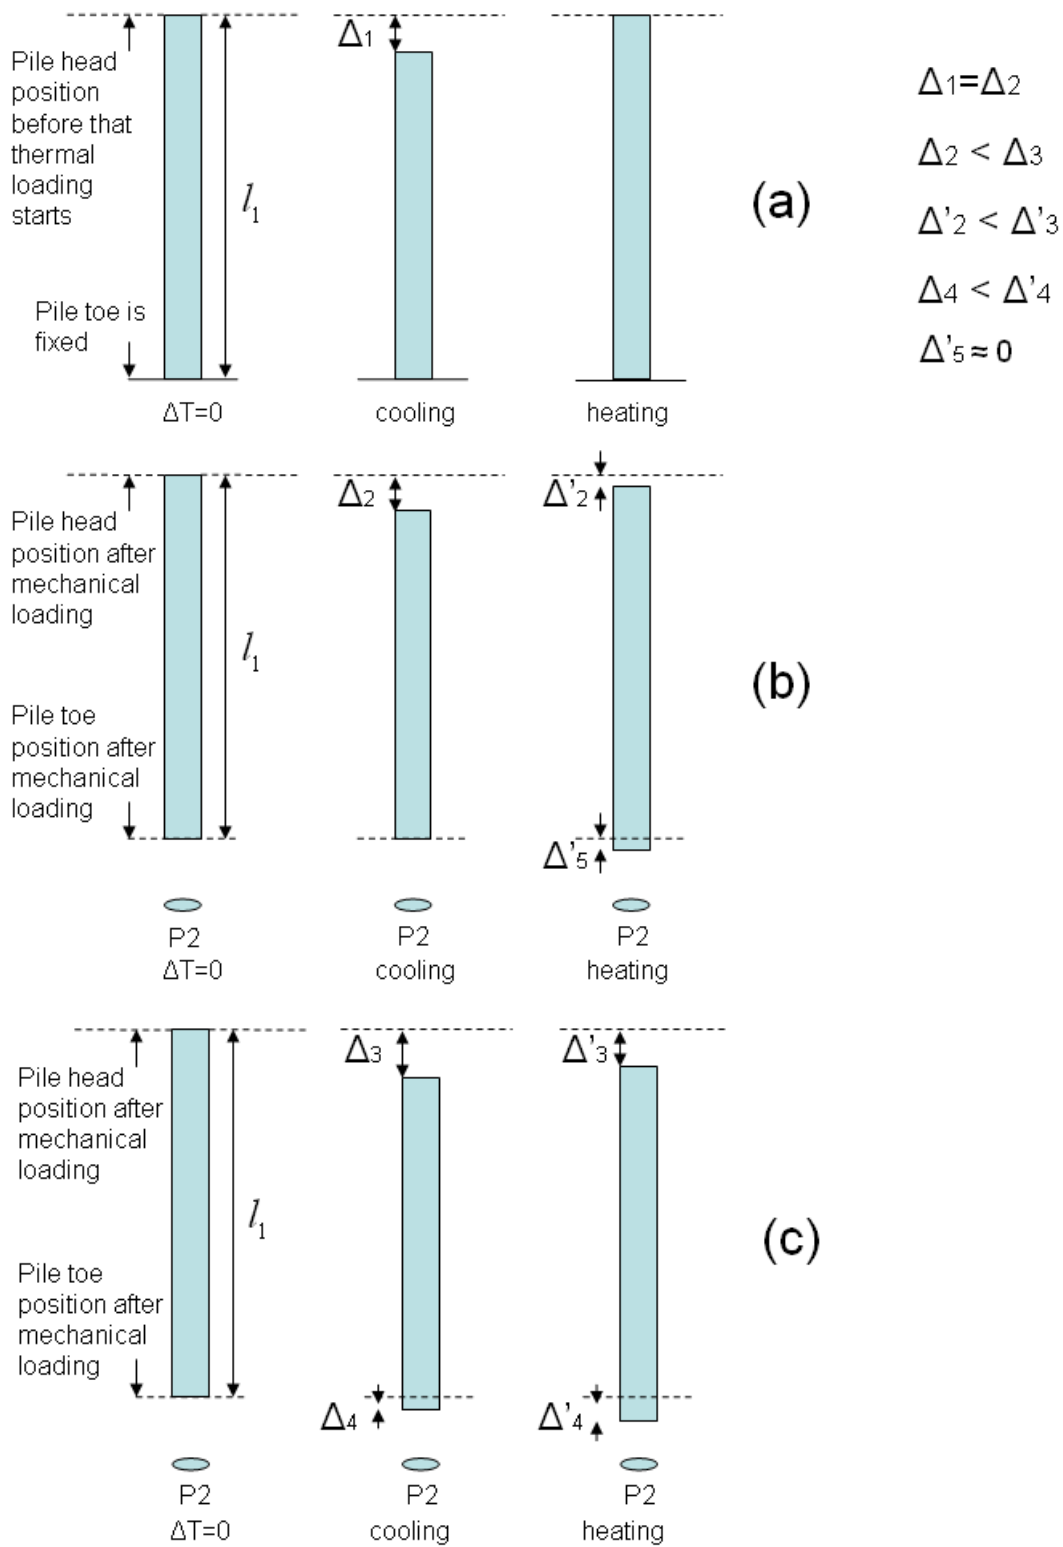 Pile head
position
before that
thermal
loading
starts
l₁
Pile toe is
fixed
Δ1
ΔT=0
cooling
heating
(a)
Δ1=Δ2
Δ2 < Δ3
Δ'2 < Δ'3
Δ4 < Δ'4
Δ'5 ≈ 0
Pile head
position after
mechanical
loading
l₁
Pile toe
position after
mechanical
loading
Δ2
Δ'2
Δ'5
(b)
P2
ΔT=0
P2
cooling
P2
heating
Pile head
position after
mechanical
loading
l₁
Pile toe
position after
mechanical
loading
Δ3
Δ'3
Δ4
Δ'4
(c)
P2
ΔT=0
P2
cooling
P2
heating